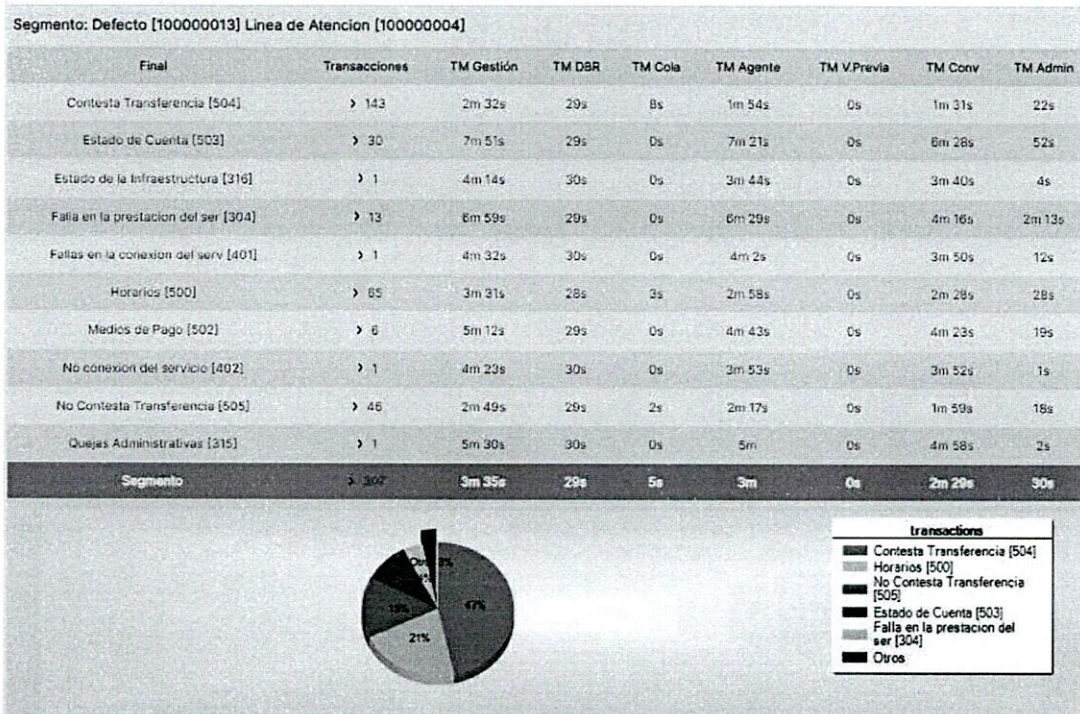 Segmento: Defecto [100000013] Linea de Atencion [100000004]
Final Transacciones TM Gestión TM DBR TM Cola TM Agente TM V.Previa TM Conv TM Admin
Contesta Transferencia [504] > 143 2m 32s 29s 8s 1m 54s 0s 1m 31s 22s
Estado de Cuenta [503] > 30 7m 51s 29s 0s 7m 21s 0s 6m 28s 52s
Estado de la Infraestructura [316] > 1 4m 14s 30s 0s 3m 44s 0s 3m 40s 4s
Falla en la prestacion del ser [304] > 13 6m 59s 29s 0s 6m 29s 0s 4m 16s 2m 13s
Fallas en la conexion del serv [401] > 1 4m 32s 30s 0s 4m 2s 0s 3m 50s 12s
Horarios [500] > 65 3m 31s 28s 3s 2m 58s 0s 2m 28s 28s
Medios de Pago [502] > 6 5m 12s 29s 0s 4m 43s 0s 4m 23s 19s
No conexion del servicio [402] > 1 4m 23s 30s 0s 3m 53s 0s 3m 52s 1s
No Contesta Transferencia [505] > 46 2m 49s 29s 2s 2m 17s 0s 1m 59s 18s
Quejas Administrativas [315] > 1 5m 30s 30s 0s 5m 0s 4m 58s 2s
Segmento > 307 3m 35s 29s 5s 3m 0s 2m 29s 30s
transactions
Contesta Transferencia [504]
Horarios [500]
No Contesta Transferencia
[505]
Estado de Cuenta [503]
Falla en la prestacion del
ser [304]
Otros
47%
21%
15%